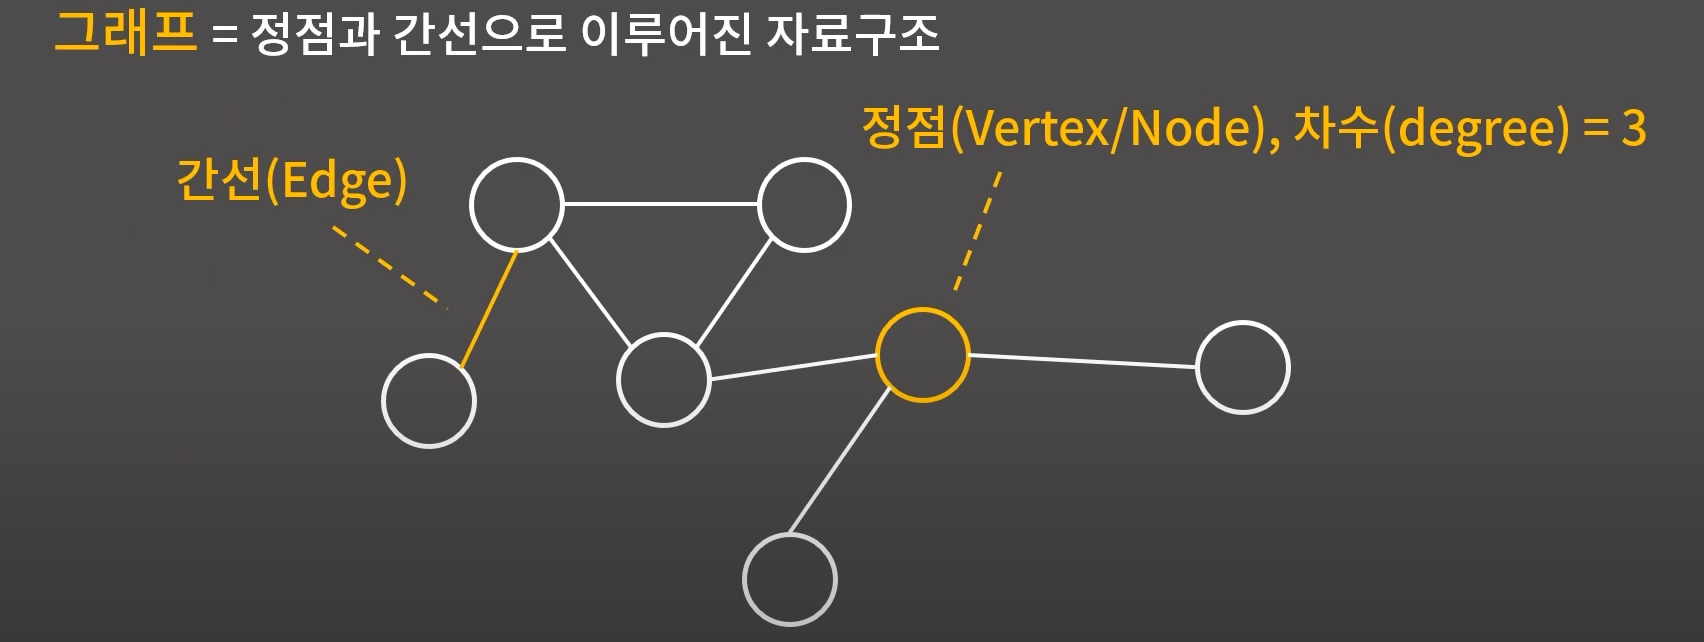 그래프 = 정점과 간선으로 이루어진 자료구조
정점(Vertex/Node), 차수(degree) = 3
간선(Edge)